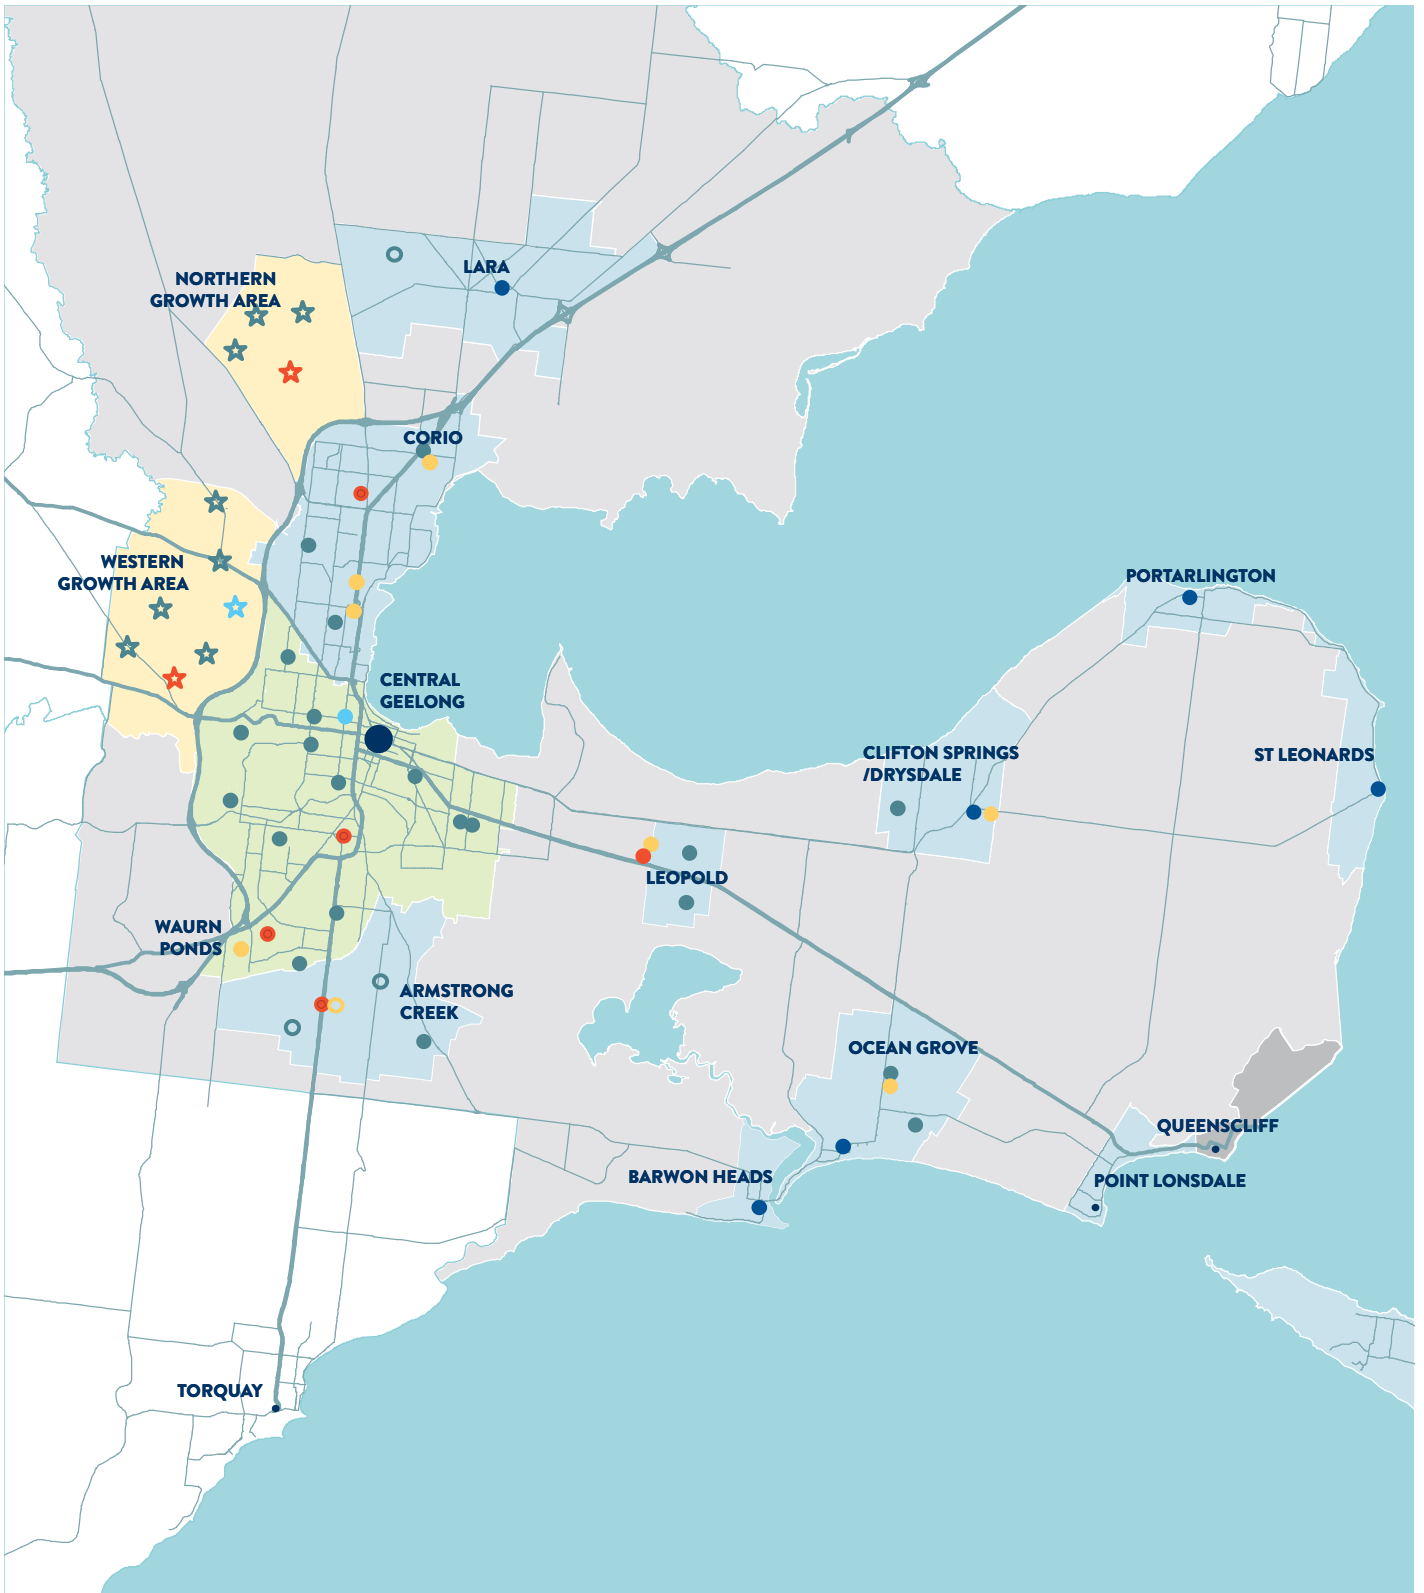 LARA
NORTHERN
GROWTH AREA
CORIO
WESTERN
GROWTH AREA
PORTARLINGTON
CENTRAL
GEELONG
CLIFTON SPRINGS
/DRYSDALE
ST LEONARDS
LEOPOLD
WAURN
PONDS
ARMSTRONG
CREEK
OCEAN GROVE
QUEENSCLIFF
BARWON HEADS
POINT LONSDALE
TORQUAY